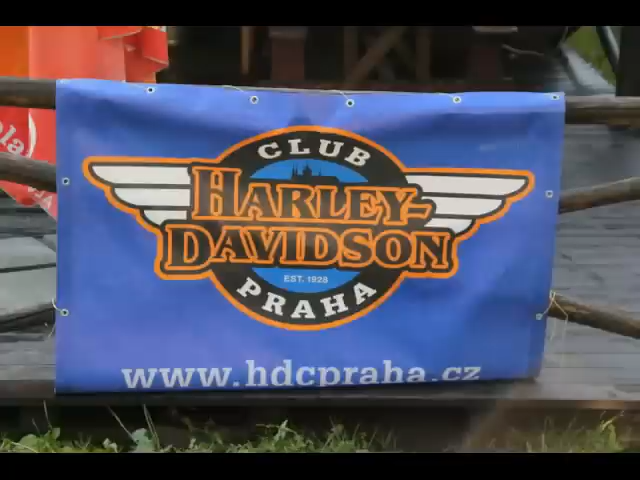 CLUB
HARLEY-
DAVIDSON
EST. 1928
PRAHA
www.hdcpraha.cz